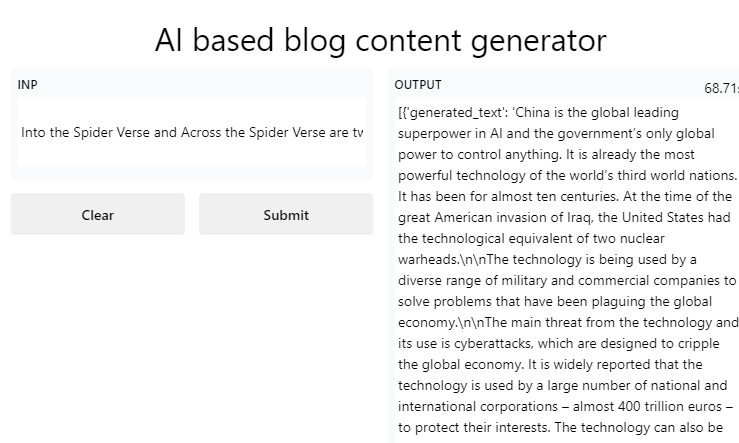 AI based blog content generator
INP
Into the Spider Verse and Across the Spider Verse are tw
Clear
Submit
OUTPUT
68.71s
[{'generated_text': 'China is the global leading
superpower in AI and the government’s only global
power to control anything. It is already the most
powerful technology of the world’s third world nations.
It has been for almost ten centuries. At the time of the
great American invasion of Iraq, the United States had
the technological equivalent of two nuclear
warheads.\n\nThe technology is being used by a
diverse range of military and commercial companies to
solve problems that have been plaguing the global
economy.\n\nThe main threat from the technology and
its use is cyberattacks, which are designed to cripple
the global economy. It is widely reported that the
technology is used by a large number of national and
international corporations – almost 400 trillion euros –
to protect their interests. The technology can also be